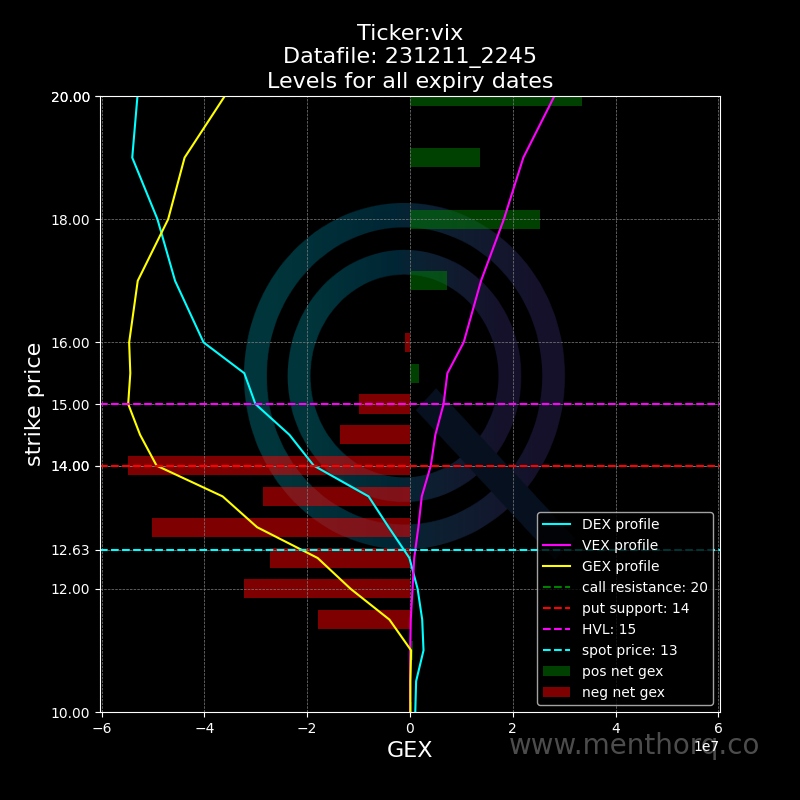 Ticker:vix
Datafile: 231211_2245
Levels for all expiry dates
20.00
18.00
16.00
15.00
14.00
12.63
12.00
10.00
strike price
DEX profile
VEX profile
GEX profile
call resistance: 20
put support: 14
HVL: 15
spot price: 13
pos net gex
neg net gex
−6 −4 −2 0 2 4 6
1e7
GEX
www.menthorq.co